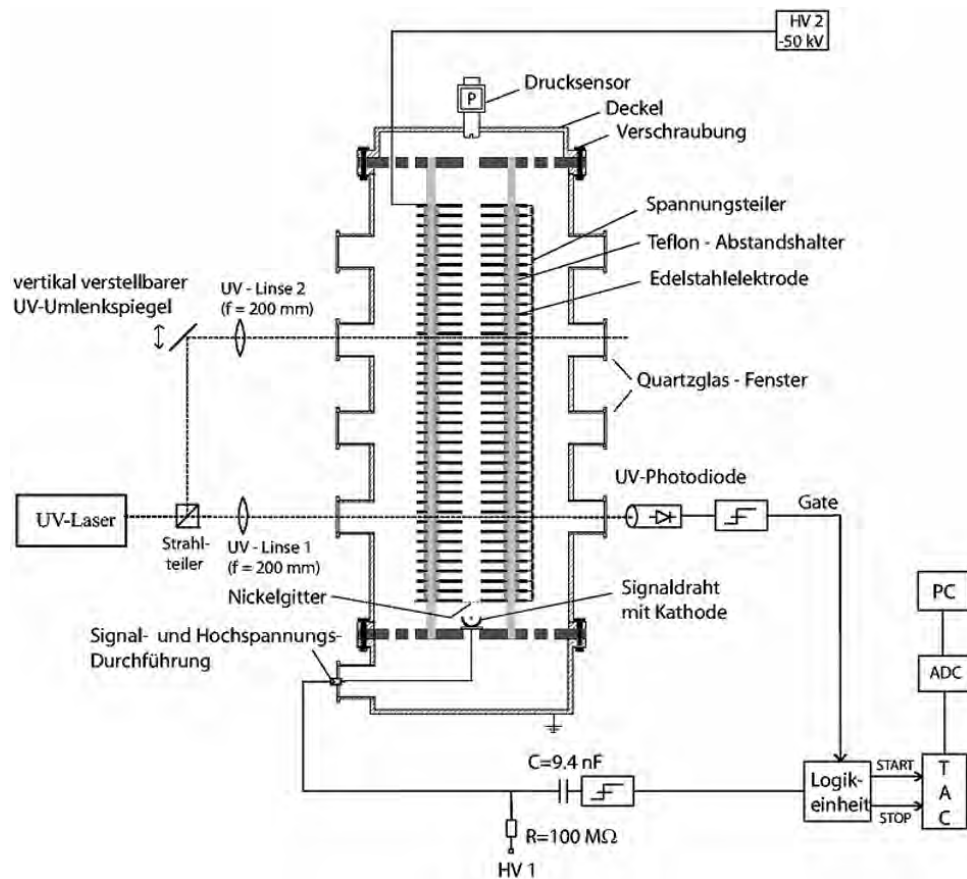 HV 2
-50 kV
Drucksensor
P
Deckel
Verschraubung
Spannungsteiler
Teflon - Abstandshalter
Edelstahlelektrode
vertikal verstellbarer
UV-Umlenkspiegel
UV - Linse 2
(f = 200 mm)
Quartzglas - Fenster
UV-Photodiode
Gate
UV-Laser
Strahl-
teiler
UV - Linse 1
(f = 200 mm)
Nickelgitter
Signaldraht
mit Kathode
Signal- und Hochspannungs-
Durchführung
PC
ADC
C=9.4 nF
Logik-
einheit
START
STOP
T
A
C
R=100 MΩ
HV 1